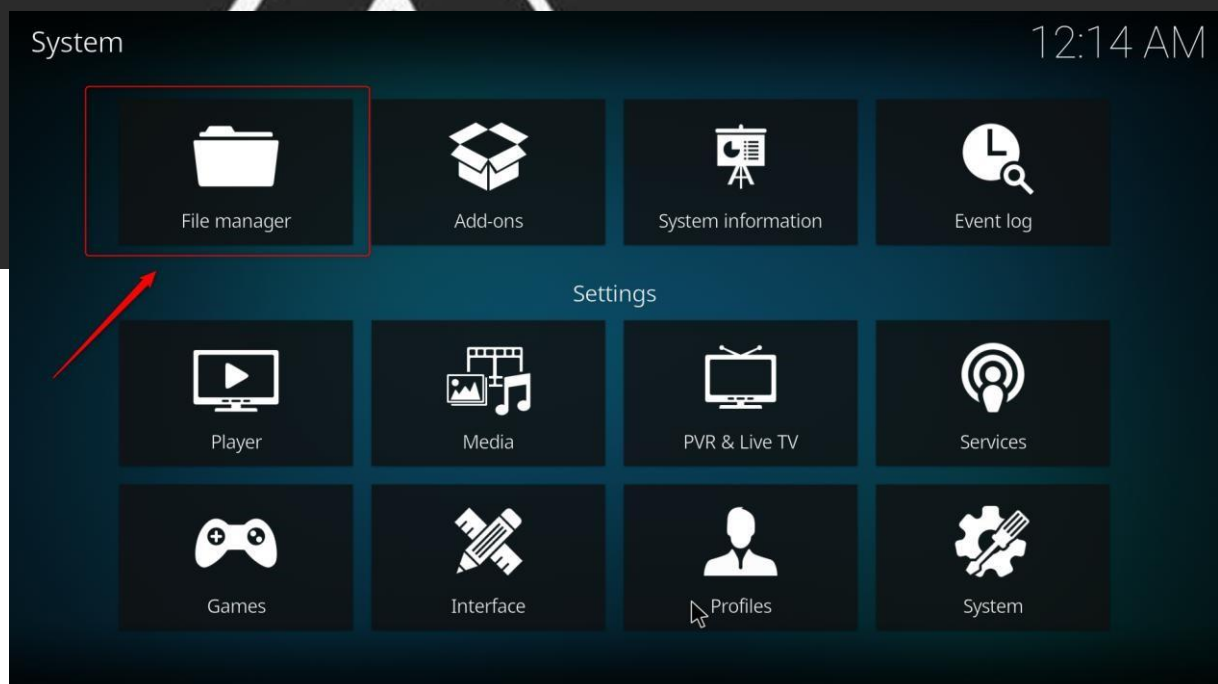 System
12:14 AM
File manager
Add-ons
System information
Event log
Settings
Player
Media
PVR & Live TV
Services
Games
Interface
Profiles
System